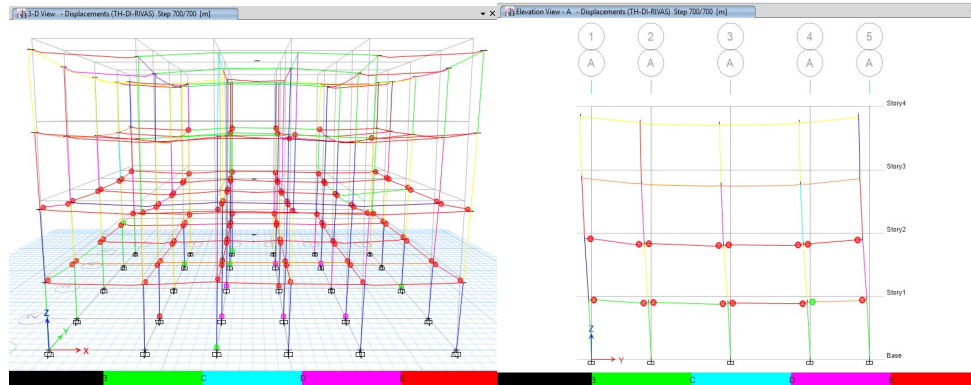 3-D View - Displacements (TH-DI-RIVAS) Step 700/700 [m]
Z
Y
X
B C D E
Elevation View - A - Displacements (TH-DI-RIVAS) Step 700/700 [m]
1 2 3 4 5
A A A A A
Story4
Story3
Story2
Story1
Base
Z
Y
B C D E